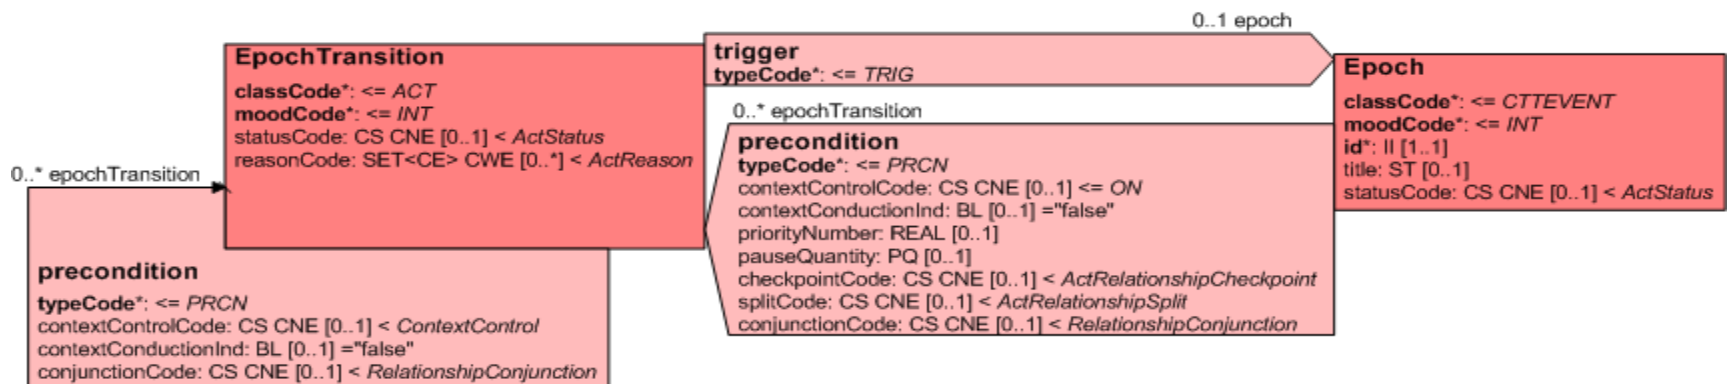 0..1 epoch
EpochTransition
classCode*: <= ACT
moodCode*: <= INT
statusCode: CS CNE [0..1] < ActStatus
reasonCode: SET<CE> CWE [0..*] < ActReason
trigger
typeCode*: <= TRIG
Epoch
classCode*: <= CTTEVENT
moodCode*: <= INT
id*: II [1..1]
title: ST [0..1]
statusCode: CS CNE [0..1] < ActStatus
0..* epochTransition
precondition
typeCode*: <= PRCN
contextControlCode: CS CNE [0..1] <= ON
contextConductionInd: BL [0..1] ="false"
priorityNumber: REAL [0..1]
pauseQuantity: PQ [0..1]
checkpointCode: CS CNE [0..1] < ActRelationshipCheckpoint
splitCode: CS CNE [0..1] < ActRelationshipSplit
conjunctionCode: CS CNE [0..1] < RelationshipConjunction
0..* epochTransition
precondition
typeCode*: <= PRCN
contextControlCode: CS CNE [0..1] < ContextControl
contextConductionInd: BL [0..1] ="false"
conjunctionCode: CS CNE [0..1] < RelationshipConjunction